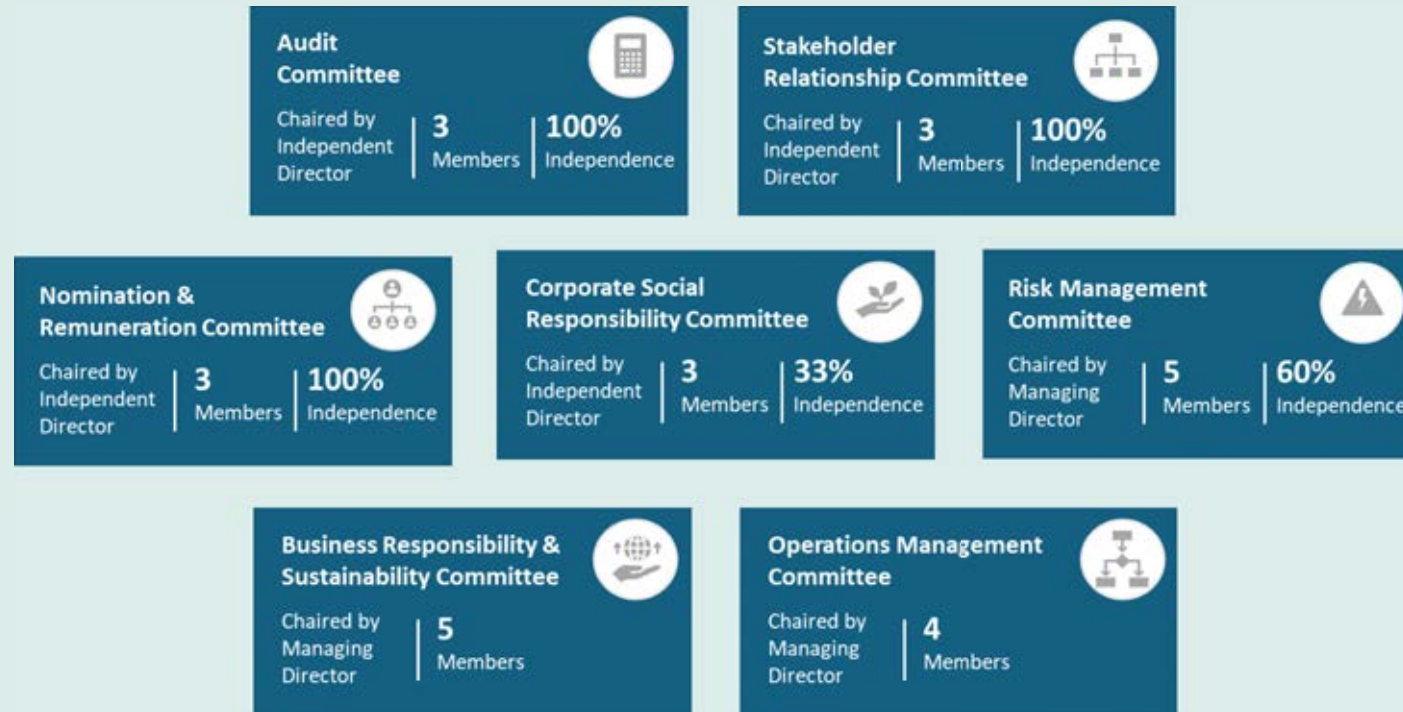 Audit
Committee
Chaired by
Independent
Director
3
Members
100%
Independence
Stakeholder
Relationship Committee
Chaired by
Independent
Director
3
Members
100%
Independence
Nomination &
Remuneration Committee
Chaired by
Independent
Director
3
Members
100%
Independence
Corporate Social
Responsibility Committee
Chaired by
Independent
Director
3
Members
33%
Independence
Risk Management
Committee
Chaired by
Managing
Director
5
Members
60%
Independence
Business Responsibility &
Sustainability Committee
Chaired by
Managing
Director
5
Members
Operations Management
Committee
Chaired by
Managing
Director
4
Members